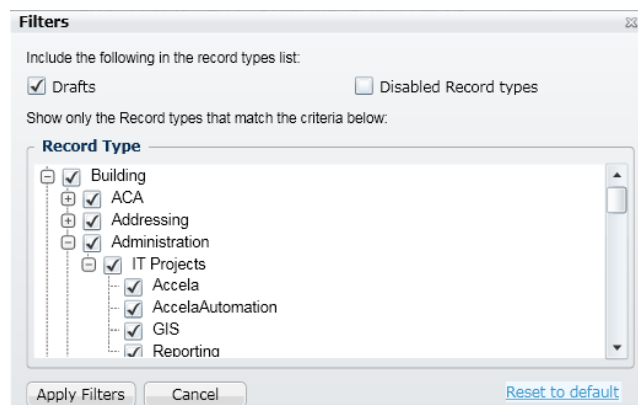 Filters
Include the following in the record types list:
Drafts Disabled Record types
Show only the Record types that match the criteria below:
Record Type
Building
ACA
Addressing
Administration
IT Projects
Accela
AccelaAutomation
GIS
Reporting
Apply Filters Cancel Reset to default